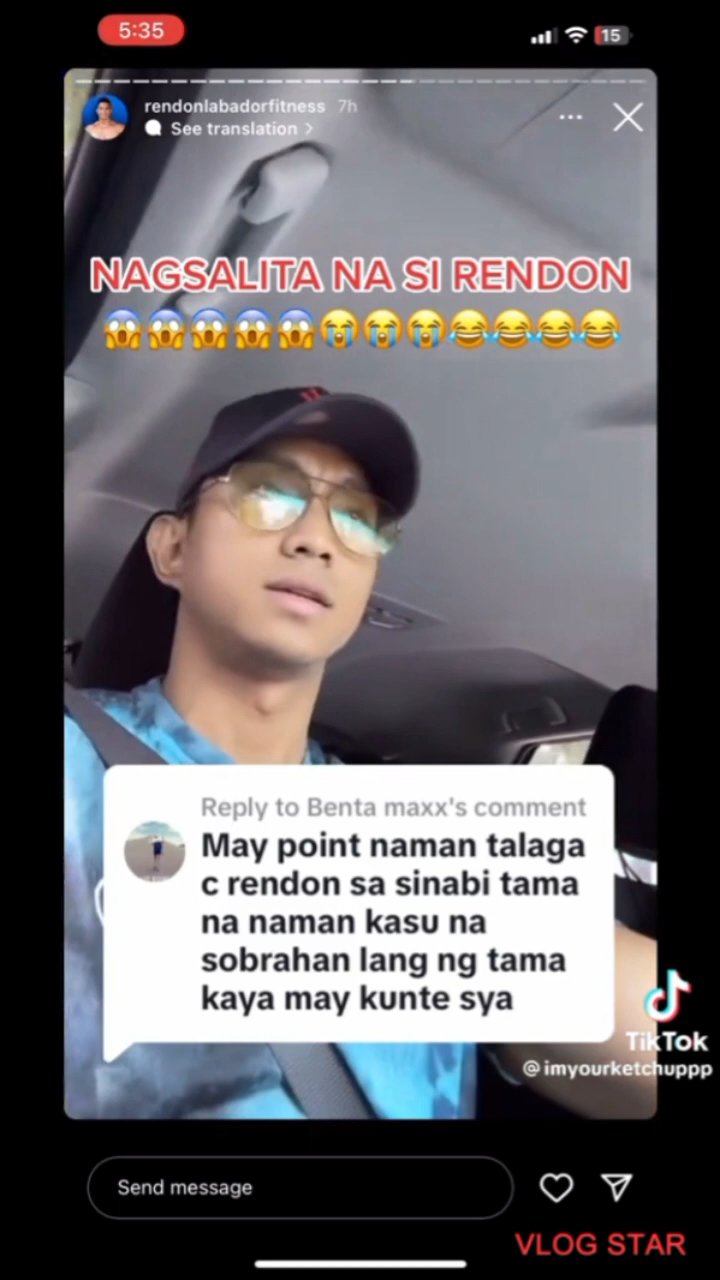 5:35
15
rendonlabadorfitness 7h
See translation >
NAGSALITA NA SI RENDON
😱😱😱😱😱😭😭😭😂😂😂😂
Reply to Benta maxx's comment
May point naman talaga
c rendon sa sinabi tama
na naman kasu na
sobrahan lang ng tama
kaya may kunte sya
TikTok
@imyourketchuppp
Send message
VLOG STAR